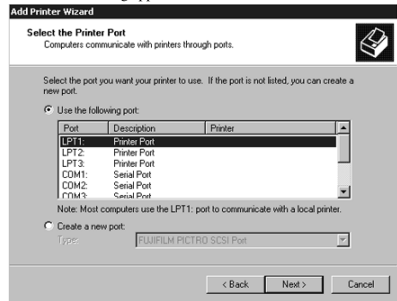 Add Printer Wizard
Select the Printer Port
Computers communicate with printers through ports.
Select the port you want your printer to use. If the port is not listed, you can create a
new port.
Use the following port:
Port Description Printer
LPT1: Printer Port
LPT2: Printer Port
LPT3: Printer Port
COM1: Serial Port
COM2: Serial Port
COM3: Serial Port
Note: Most computers use the LPT1: port to communicate with a local printer.
Create a new port:
Type: FUJIFILM PICTRO SCSI Port
< Back Next > Cancel